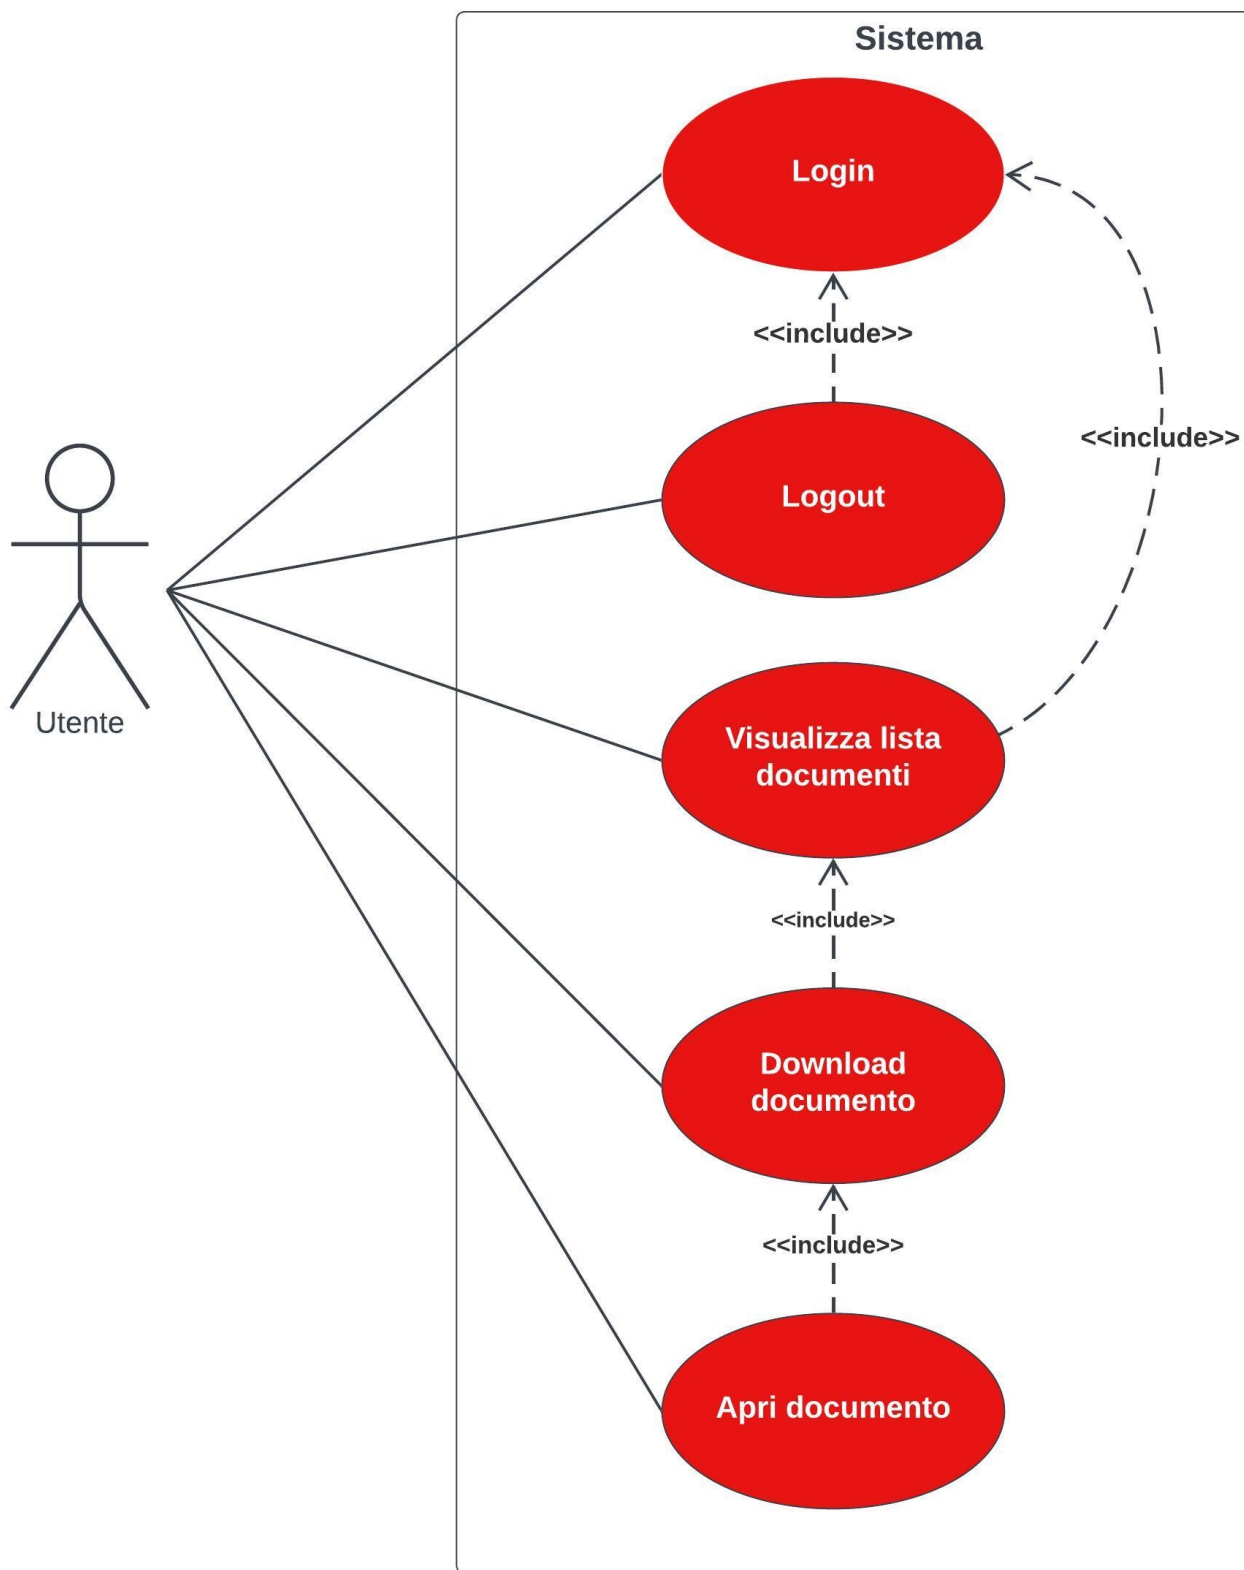 Sistema
Login
<<include>>
<<include>>
Logout
Utente
Visualizza lista
documenti
<<include>>
Download
documento
<<include>>
Apri documento